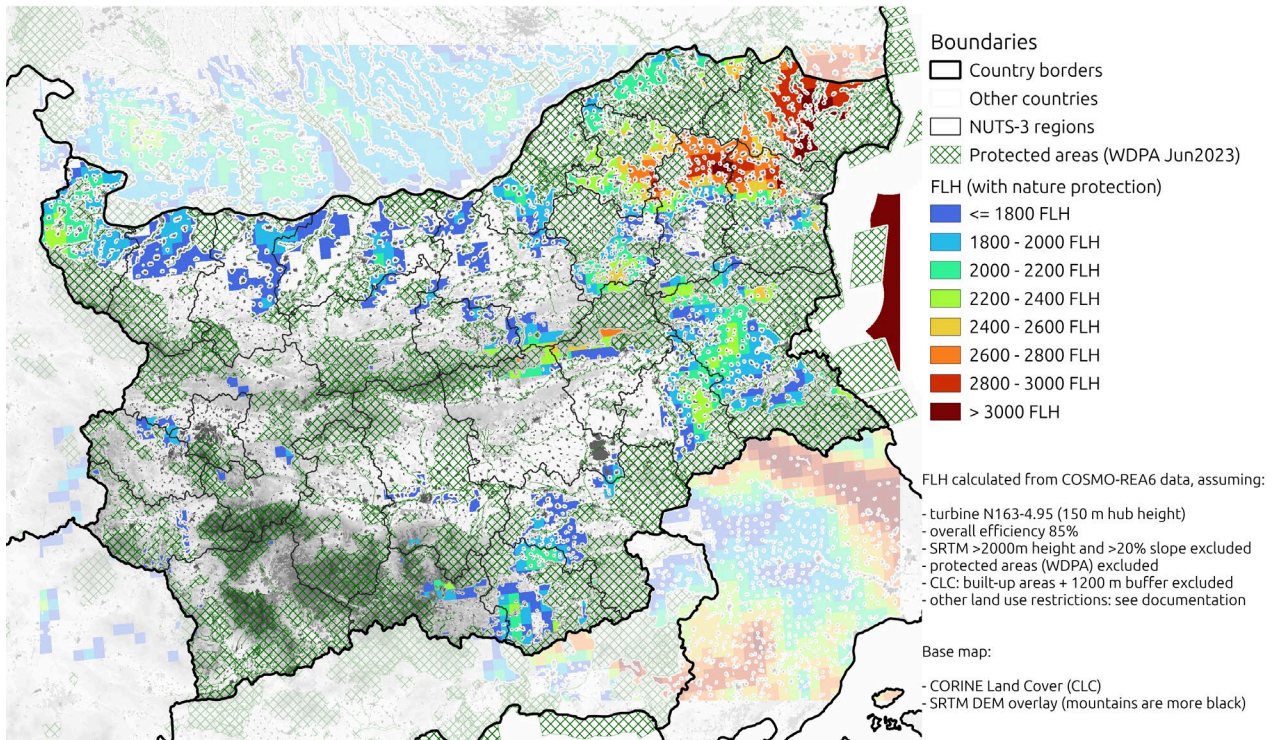 Boundaries
Country borders
Other countries
NUTS-3 regions
Protected areas (WDPA Jun2023)
FLH (with nature protection)
<= 1800 FLH
1800 - 2000 FLH
2000 - 2200 FLH
2200 - 2400 FLH
2400 - 2600 FLH
2600 - 2800 FLH
2800 - 3000 FLH
> 3000 FLH
FLH calculated from COSMO-REA6 data, assuming:
- turbine N163-4.95 (150 m hub height)
- overall efficiency 85%
- SRTM >2000m height and >20% slope excluded
- protected areas (WDPA) excluded
- CLC: built-up areas + 1200 m buffer excluded
- other land use restrictions: see documentation
Base map:
- CORINE Land Cover (CLC)
- SRTM DEM overlay (mountains are more black)